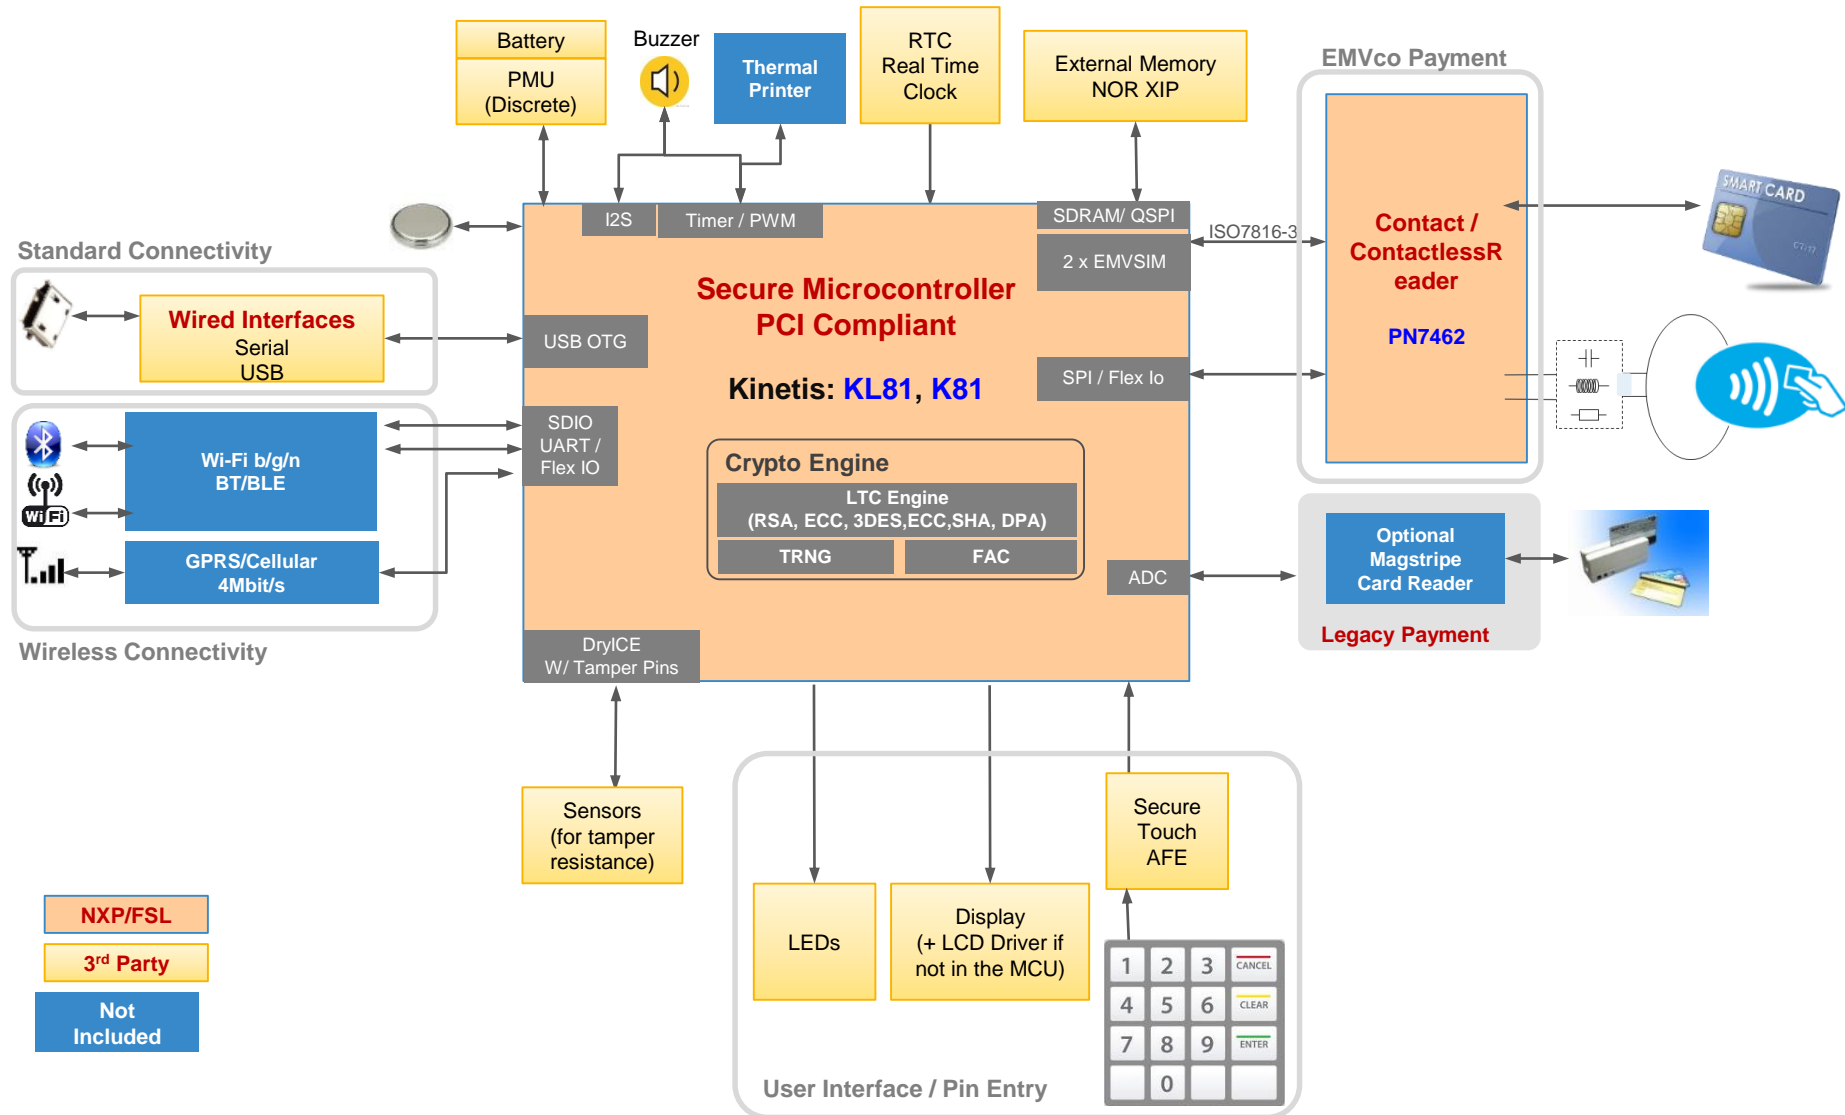 Battery
PMU
(Discrete)
Buzzer
Thermal
Printer
RTC
Real Time
Clock
External Memory
NOR XIP
EMVco Payment
I2S
Timer / PWM
SDRAM/ QSPI
2 x EMVSIM
ISO7816-3
Contact /
ContactlessR
eader
PN7462
SMART CARD
Standard Connectivity
Wired Interfaces
Serial
USB
USB OTG
Secure Microcontroller
PCI Compliant
Kinetis: KL81, K81
SPI / Flex Io
Wi-Fi b/g/n
BT/BLE
Wi Fi
SDIO
UART /
Flex IO
GPRS/Cellular
4Mbit/s
Wireless Connectivity
Crypto Engine
LTC Engine
(RSA, ECC, 3DES,ECC,SHA, DPA)
TRNG
FAC
ADC
Optional
Magstripe
Card Reader
Legacy Payment
DryICE
W/ Tamper Pins
Sensors
(for tamper
resistance)
Secure
Touch
AFE
LEDs
Display
(+ LCD Driver if
not in the MCU)
1 2 3 CANCEL
4 5 6 CLEAR
7 8 9 ENTER
0
User Interface / Pin Entry
NXP/FSL
3rd Party
Not
Included